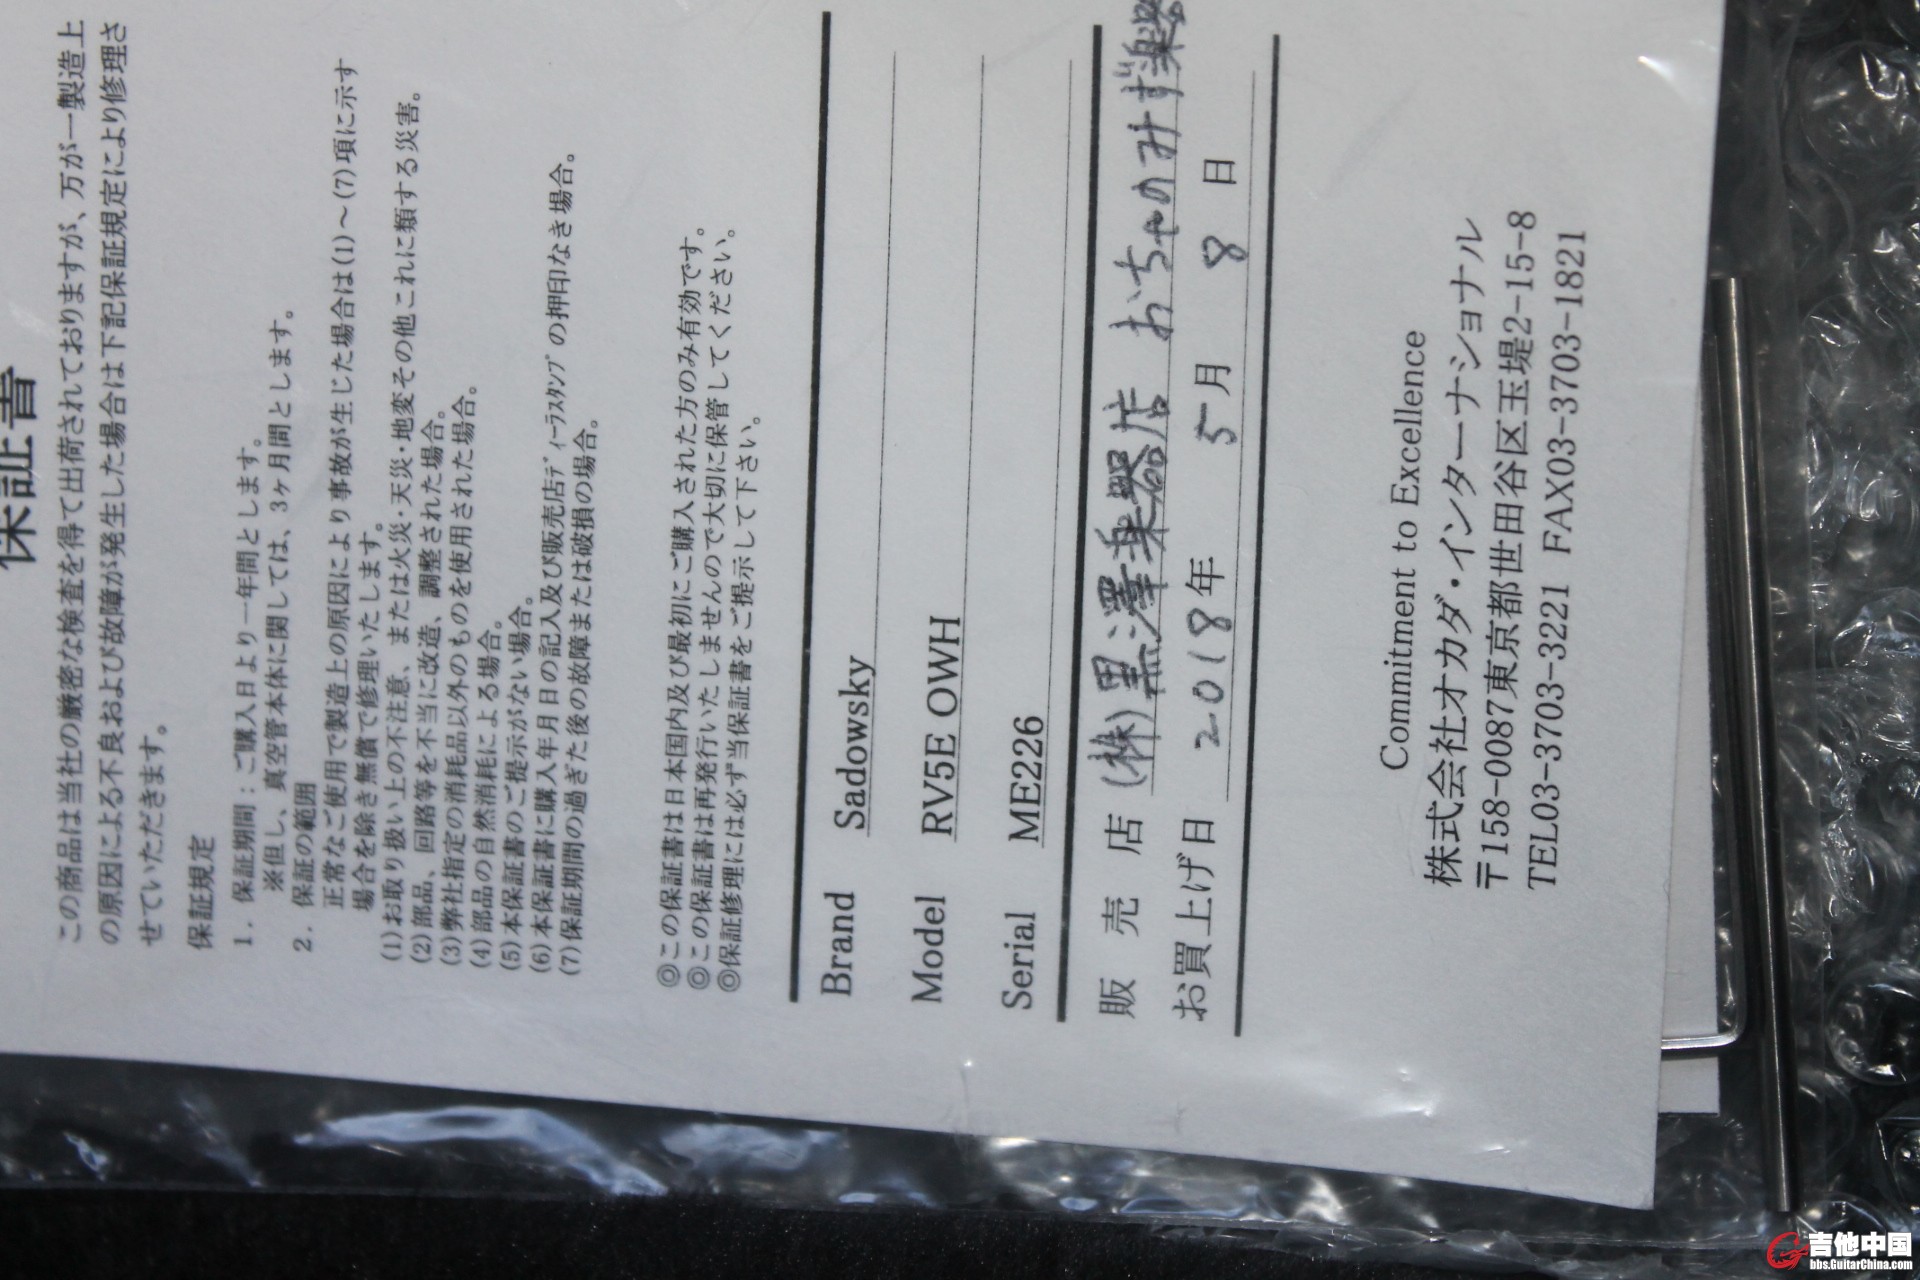 保証書
この商品は当社の厳密な検査を得て出荷されておりますが、万が一製造上
の原因による不良および故障が発生した場合は下記保証規定により修理さ
せていただきます。
保証規定
1. 保証期間：ご購入日より一年間とします。
※但し、真空管本体に関しては、3ヶ月間とします。
2. 保証の範囲
正常なご使用で製造上の原因により事故が生じた場合は(1)～(7)項に示す
場合を除き無償で修理いたします。
(1)お取り扱い上の不注意、または火災・天災・地変その他これに類する災害。
(2)部品、回路等を不当に改造、調整された場合。
(3)弊社指定の消耗品以外のものを使用された場合。
(4)部品の自然消耗による場合。
(5)本保証書のご提示がない場合。
(6)本保証書に購入年月日の記入及び販売店ﾃﾞｨｰﾗｽﾀﾝﾌﾟの押印なき場合。
(7)保証期間の過ぎた後の故障または破損の場合。
◎この保証書は日本国内及び最初にご購入された方のみ有効です。
◎この保証書は再発行いたしませんので大切に保管してください。
◎保証修理には必ず当保証書をご提示して下さい。
Brand Sadowsky
Model RV5E OWH
Serial ME226
販売店 (株)黒澤楽器店 おちゃのみず楽器
お買上げ日 2018年 5月 8日
Commitment to Excellence
株式会社オカダ・インターナショナル
〒158-0087東京都世田谷区玉堤2-15-8
TEL03-3703-3221 FAX03-3703-1821
吉他中国
bbs.GuitarChina.com